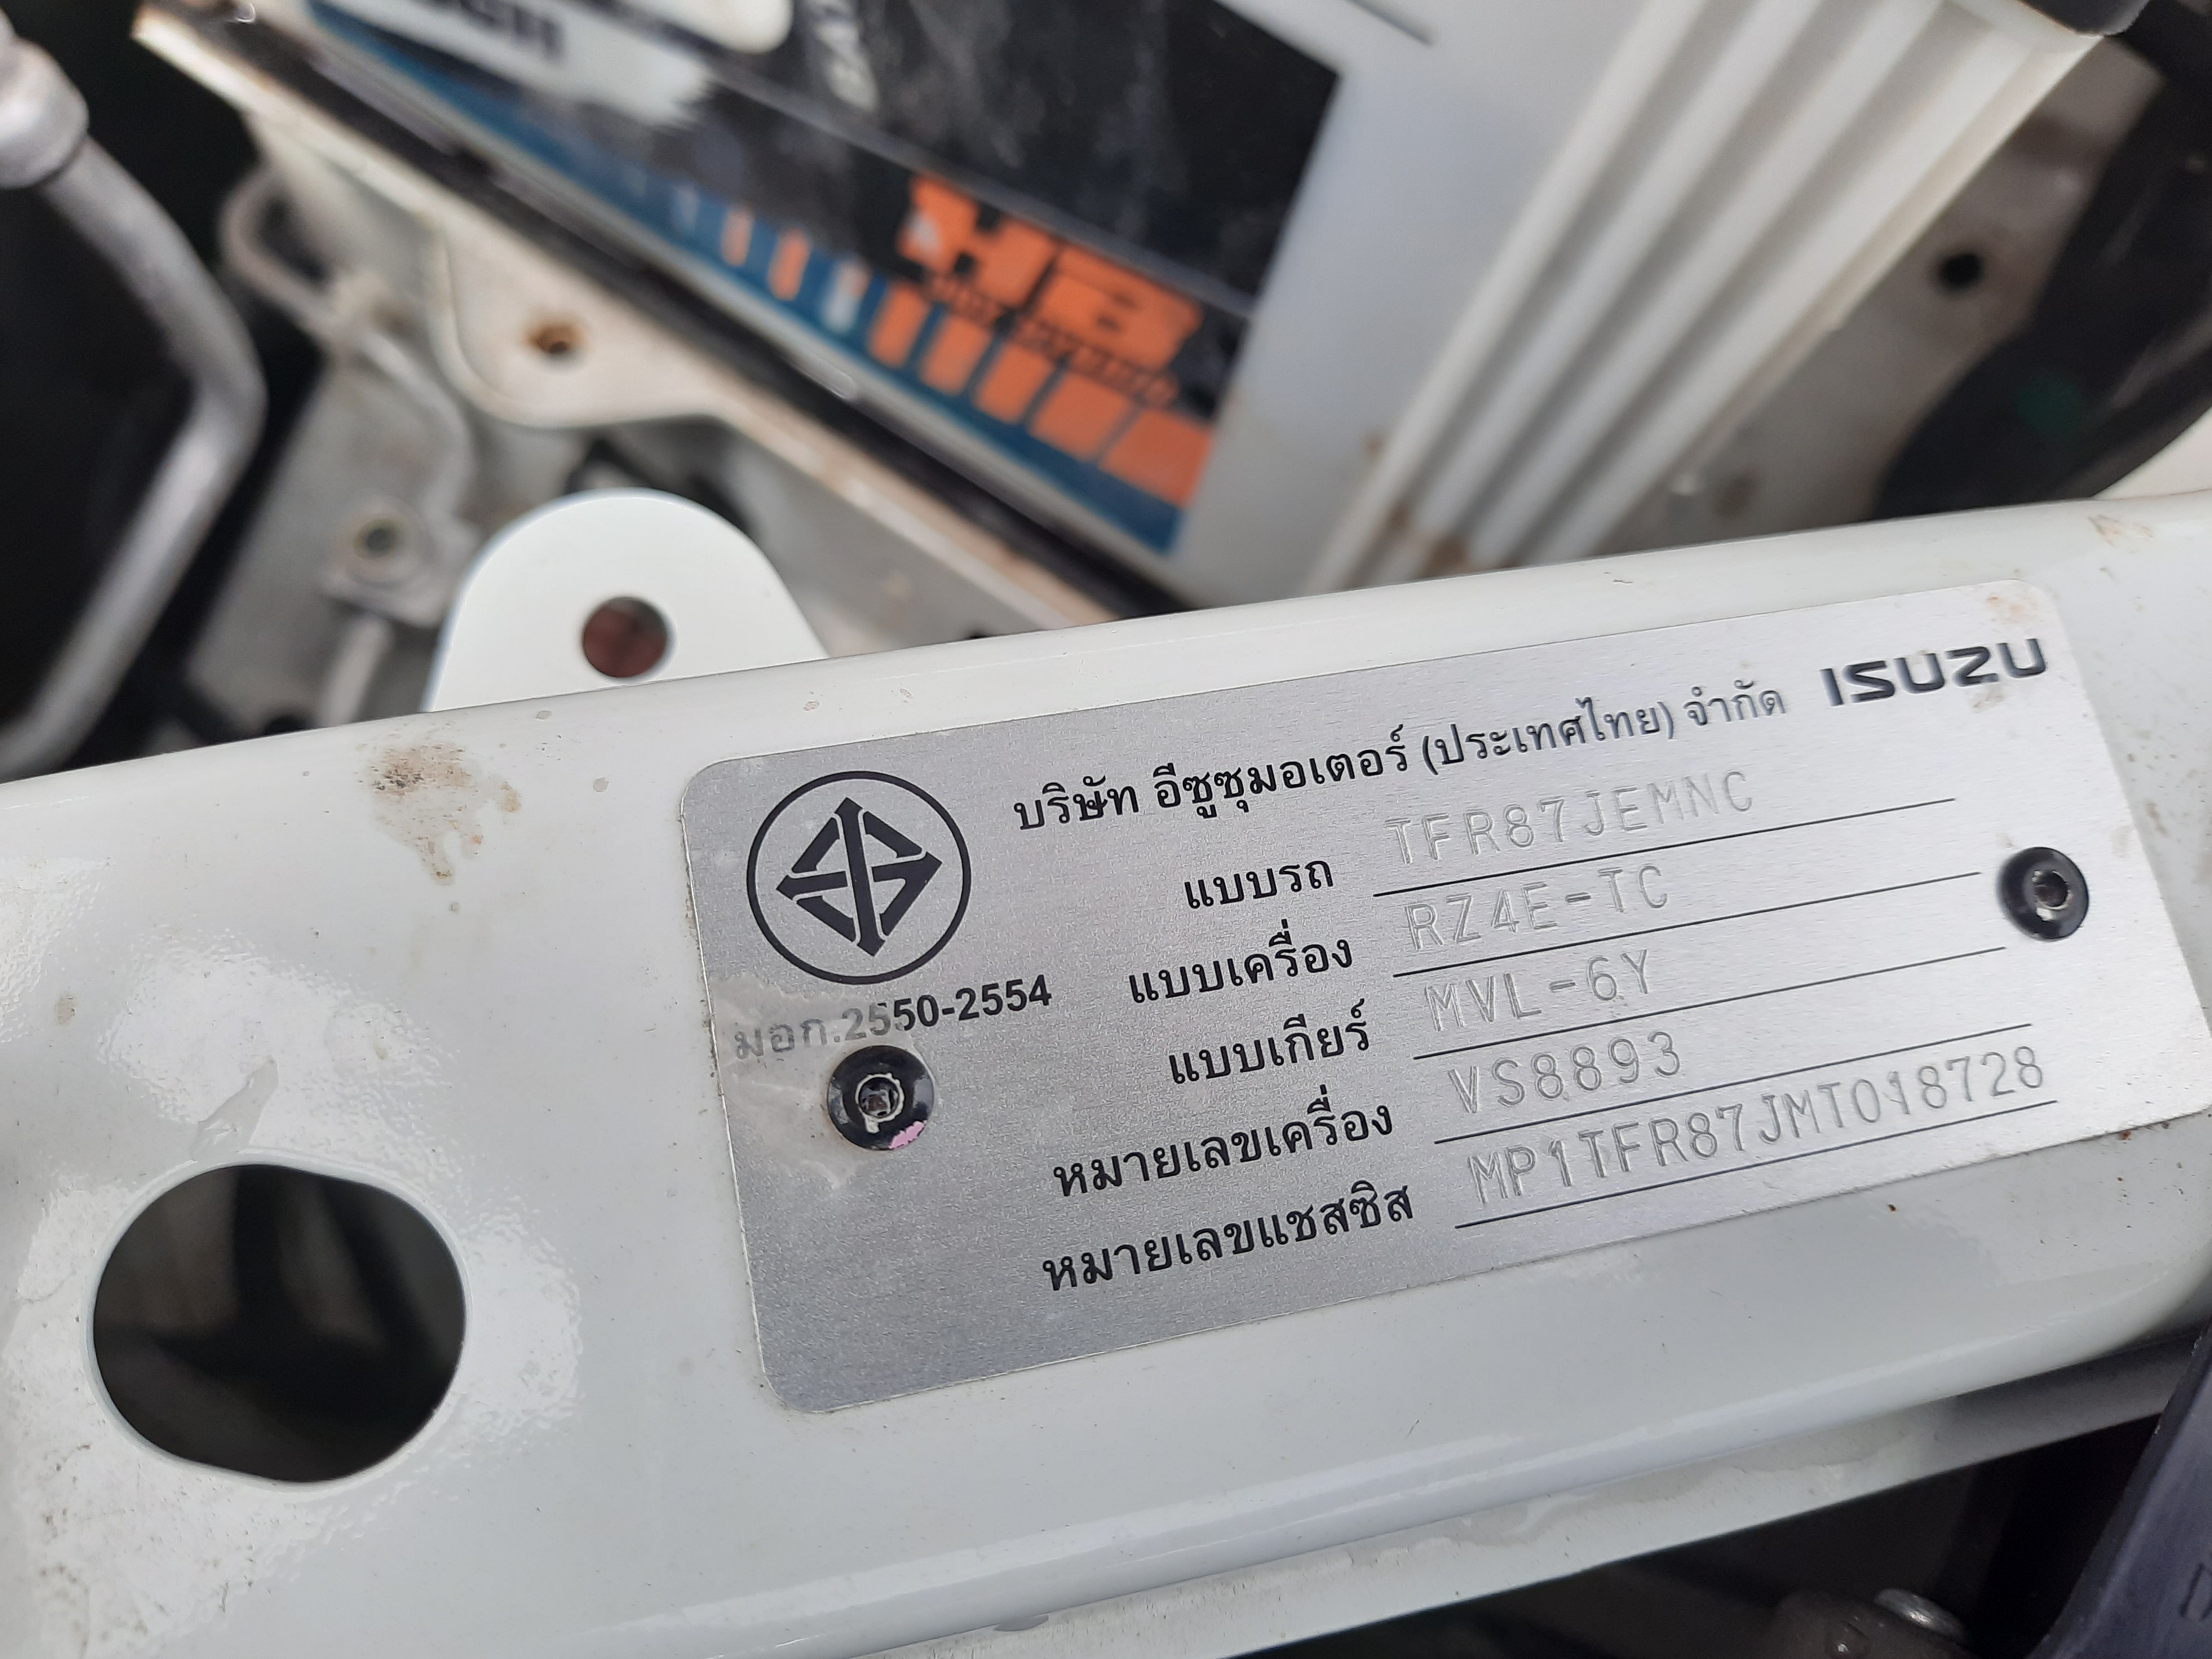 HB
บริษัท อีซูซุมอเตอร์ (ประเทศไทย) จำกัด ISUZU
มอก.2550-2554
แบบรถ TFR87JEMNC
แบบเครื่อง RZ4E-TC
แบบเกียร์ MVL-6Y
หมายเลขเครื่อง VS8893
หมายเลขแชสซิส MP1TFR87JMT018728